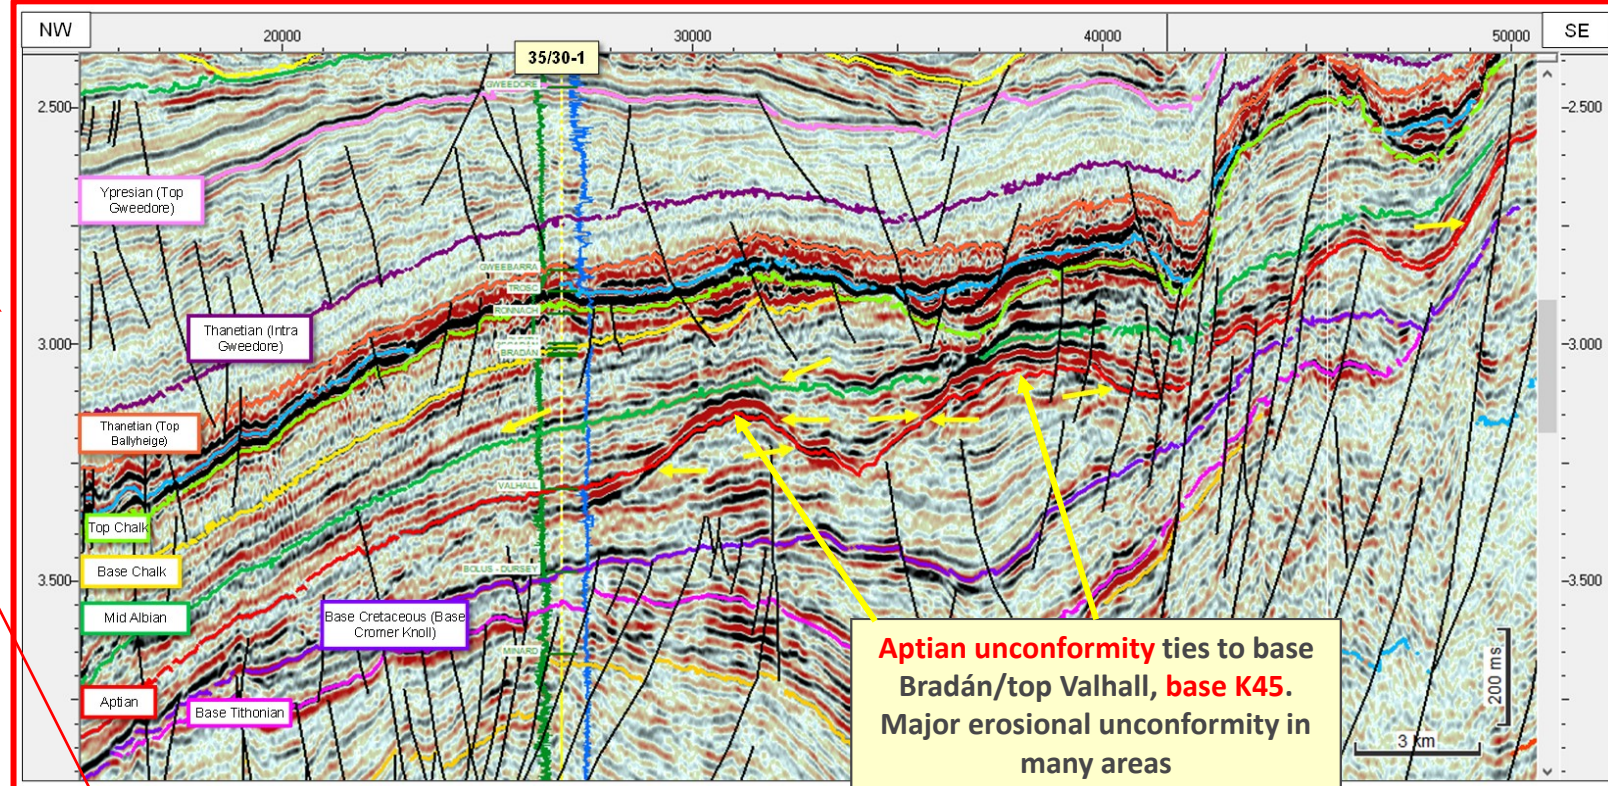 NW
20000
30000
40000
50000
SE
35/30-1
GWEEDORE
2.500
2.500
Ypresian (Top
Gweedore)
GWEEBARRA
TROSC
RONNACH
Thanetian (Intra
Gweedore)
3.000
3.000
BRADÁN
Thanetian (Top
Ballyheige)
VALHALL
Top Chalk
Base Chalk
BOLUS - DURSEY
3.500
3.500
Mid Albian
Base Cretaceous (Base
Cromer Knoll)
MINARD
Aptian
Base Tithonian
Aptian unconformity ties to base
Bradán/top Valhall, base K45.
Major erosional unconformity in
many areas
200 ms
3 km